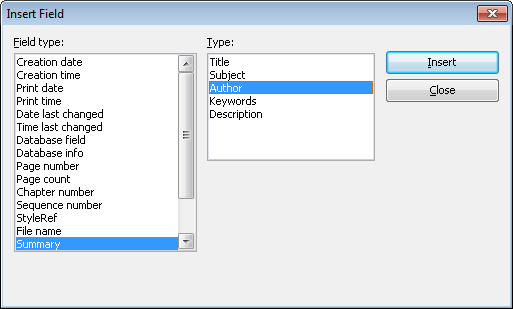 Insert Field
Field type:
Creation date
Creation time
Print date
Print time
Date last changed
Time last changed
Database field
Database info
Page number
Page count
Chapter number
Sequence number
StyleRef
File name
Summary
Type:
Title
Subject
Author
Keywords
Description
Insert
Close